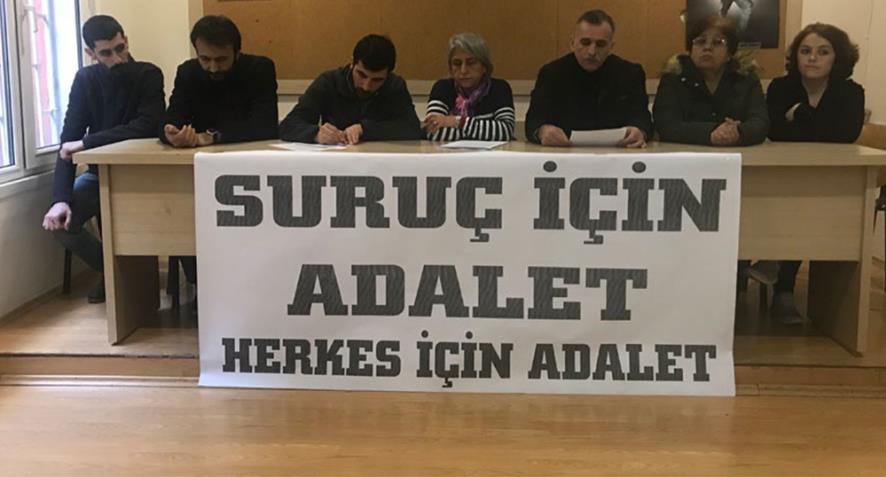 SURUÇ İÇİN
ADALET
HERKES İÇİN ADALET